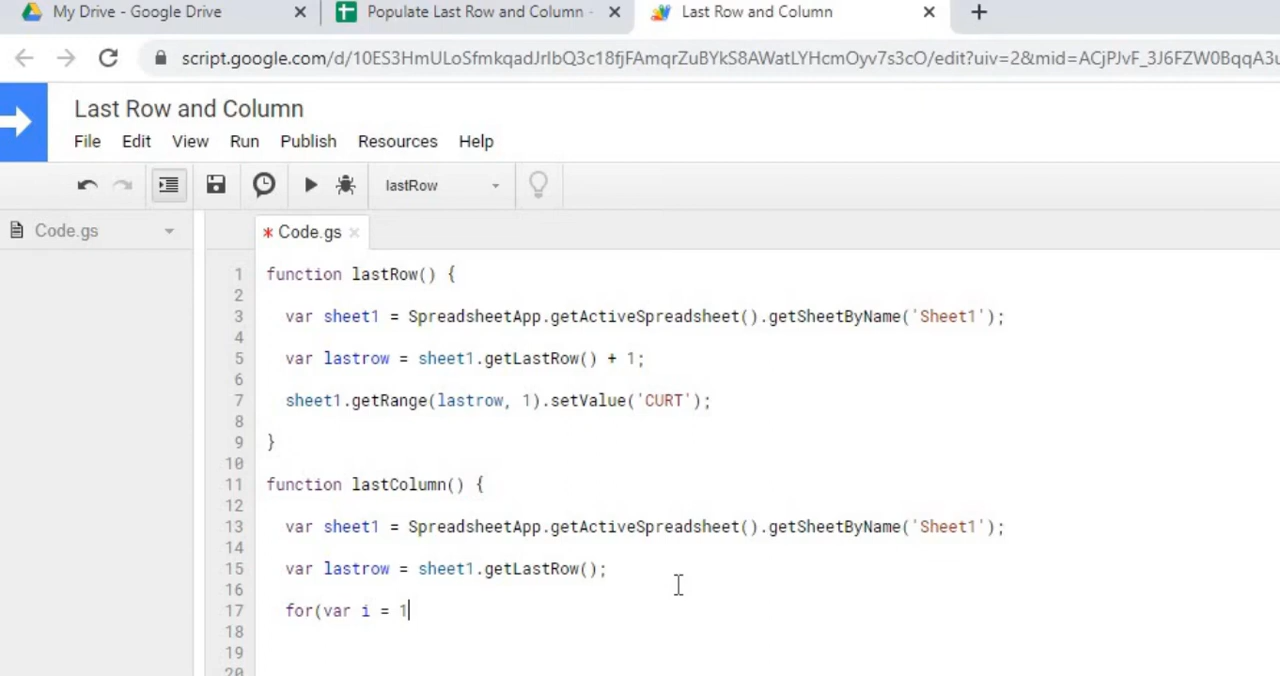 My Drive - Google Drive
Populate Last Row and Column -
Last Row and Column
script.google.com/d/10ES3HmULoSfmkqadJrIbQ3c18fjFAmqrZuBYkS8AWatLYHcmOyv7s3cO/edit?uiv=2&mid=ACjPJvF_3J6FZW0BqqA3u
Last Row and Column
File Edit View Run Publish Resources Help
lastRow
Code.gs
* Code.gs
1 function lastRow() {
2
3 var sheet1 = SpreadsheetApp.getActiveSpreadsheet().getSheetByName('Sheet1');
4
5 var lastrow = sheet1.getLastRow() + 1;
6
7 sheet1.getRange(lastrow, 1).setValue('CURT');
8
9 }
10
11 function lastColumn() {
12
13 var sheet1 = SpreadsheetApp.getActiveSpreadsheet().getSheetByName('Sheet1');
14
15 var lastrow = sheet1.getLastRow();
16
17 for(var i = 1
18
19
20